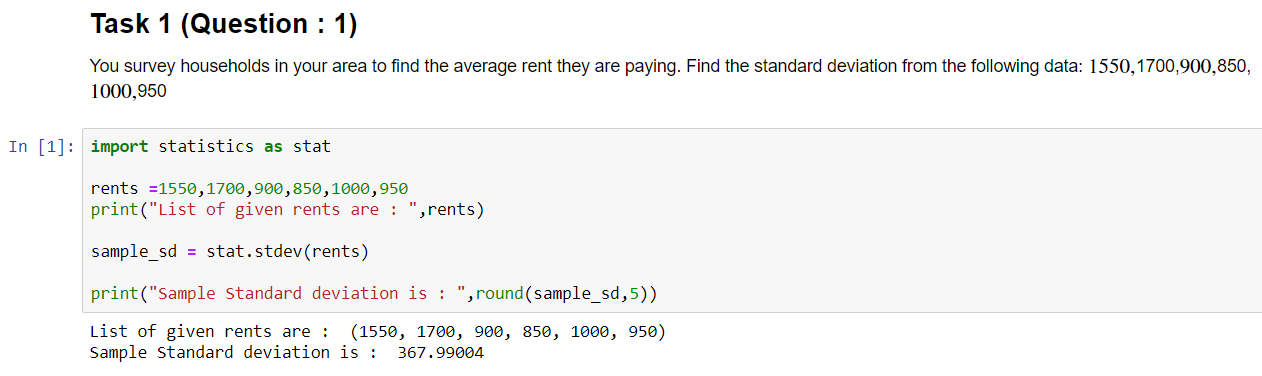 Task 1 (Question : 1)
You survey households in your area to find the average rent they are paying. Find the standard deviation from the following data: 1550,1700,900,850,
1000,950
In [1]: import statistics as stat
rents =1550,1700,900,850,1000,950
print("List of given rents are : ",rents)
sample_sd = stat.stdev(rents)
print("Sample Standard deviation is : ",round(sample_sd,5))
List of given rents are :  (1550, 1700, 900, 850, 1000, 950)
Sample Standard deviation is :  367.99004